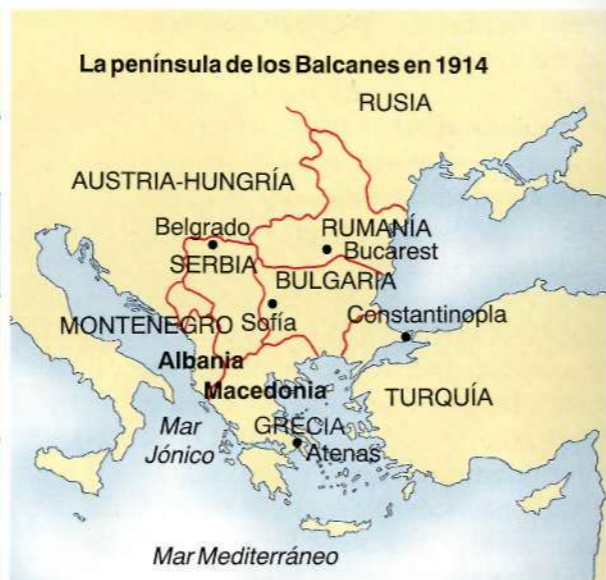 La península de los Balcanes en 1914
RUSIA
AUSTRIA-HUNGRÍA
Belgrado
RUMANÍA
Bucarest
SERBIA
BULGARIA
MONTENEGRO
Sofía
Constantinopla
Albania
Macedonia
TURQUÍA
Mar
Jónico
GRECIA
Atenas
Mar Mediterráneo